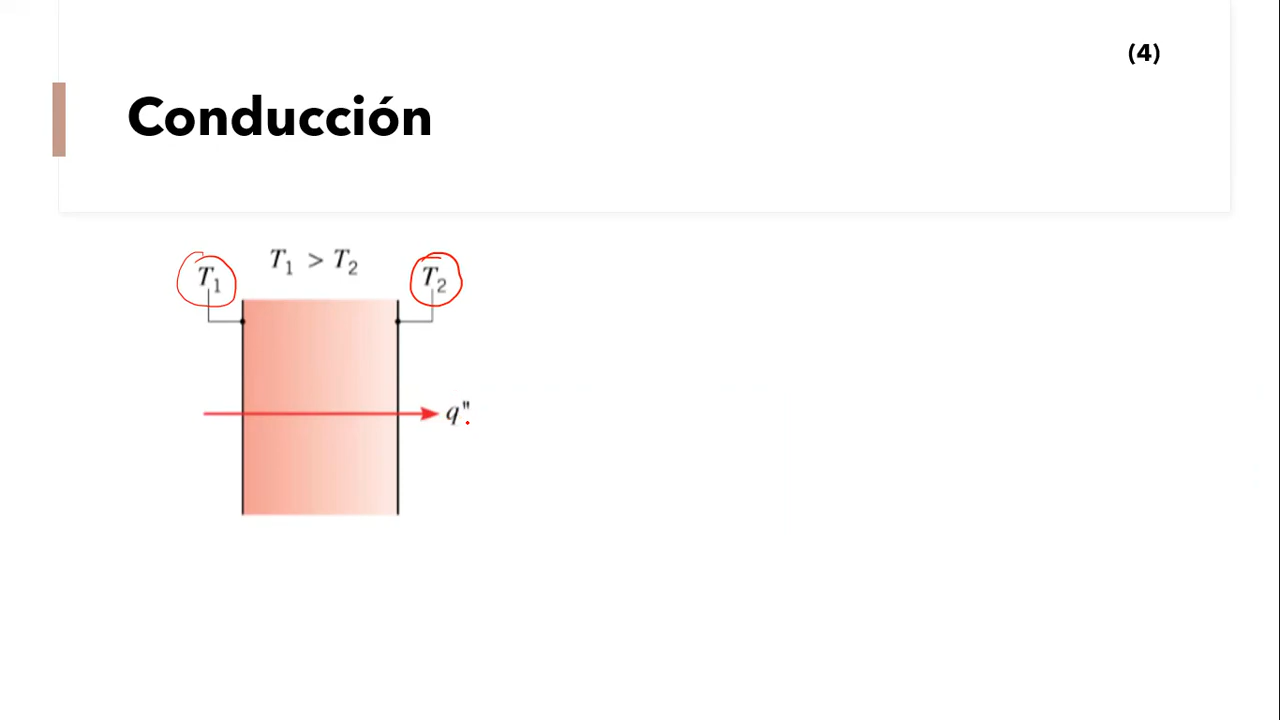 (4)
Conducción
T₁ > T₂
T₁
T₂
q"